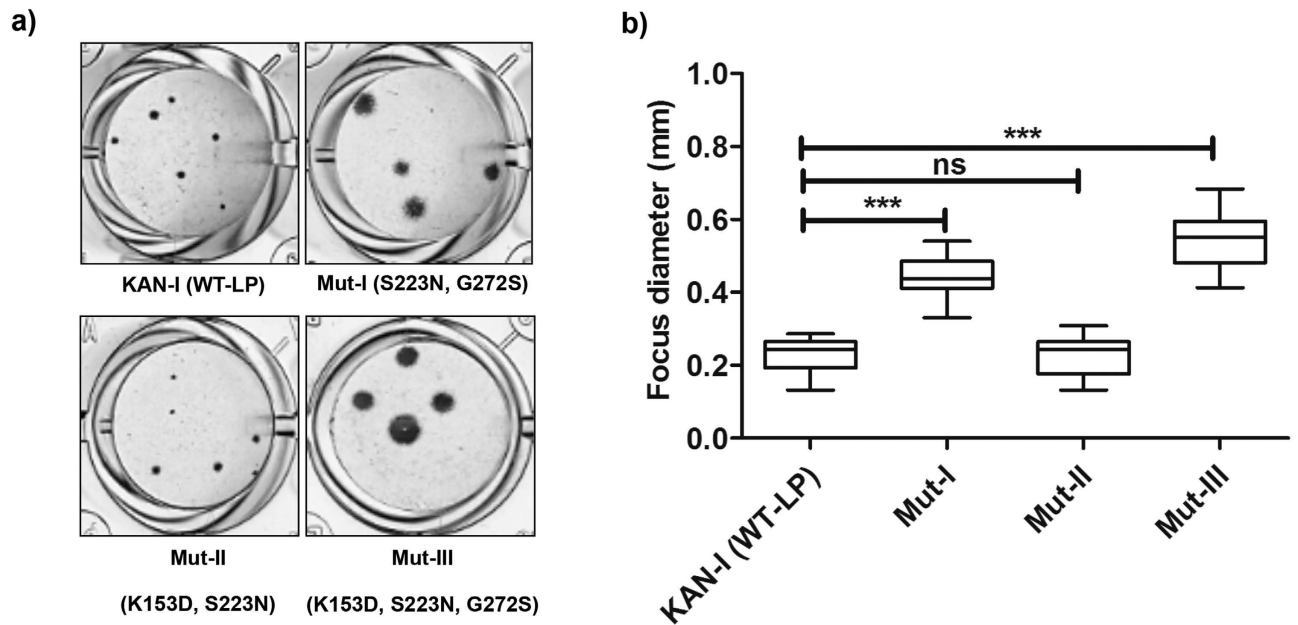 a)
KAN-I (WT-LP)
Mut-I (S223N, G272S)
Mut-II
(K153D, S223N)
Mut-III
(K153D, S223N, G272S)
b)
Focus diameter (mm)
1.0
0.8
0.6
0.4
0.2
0.0
***
ns
***
KAN-I (WT-LP)
Mut-I
Mut-II
Mut-III